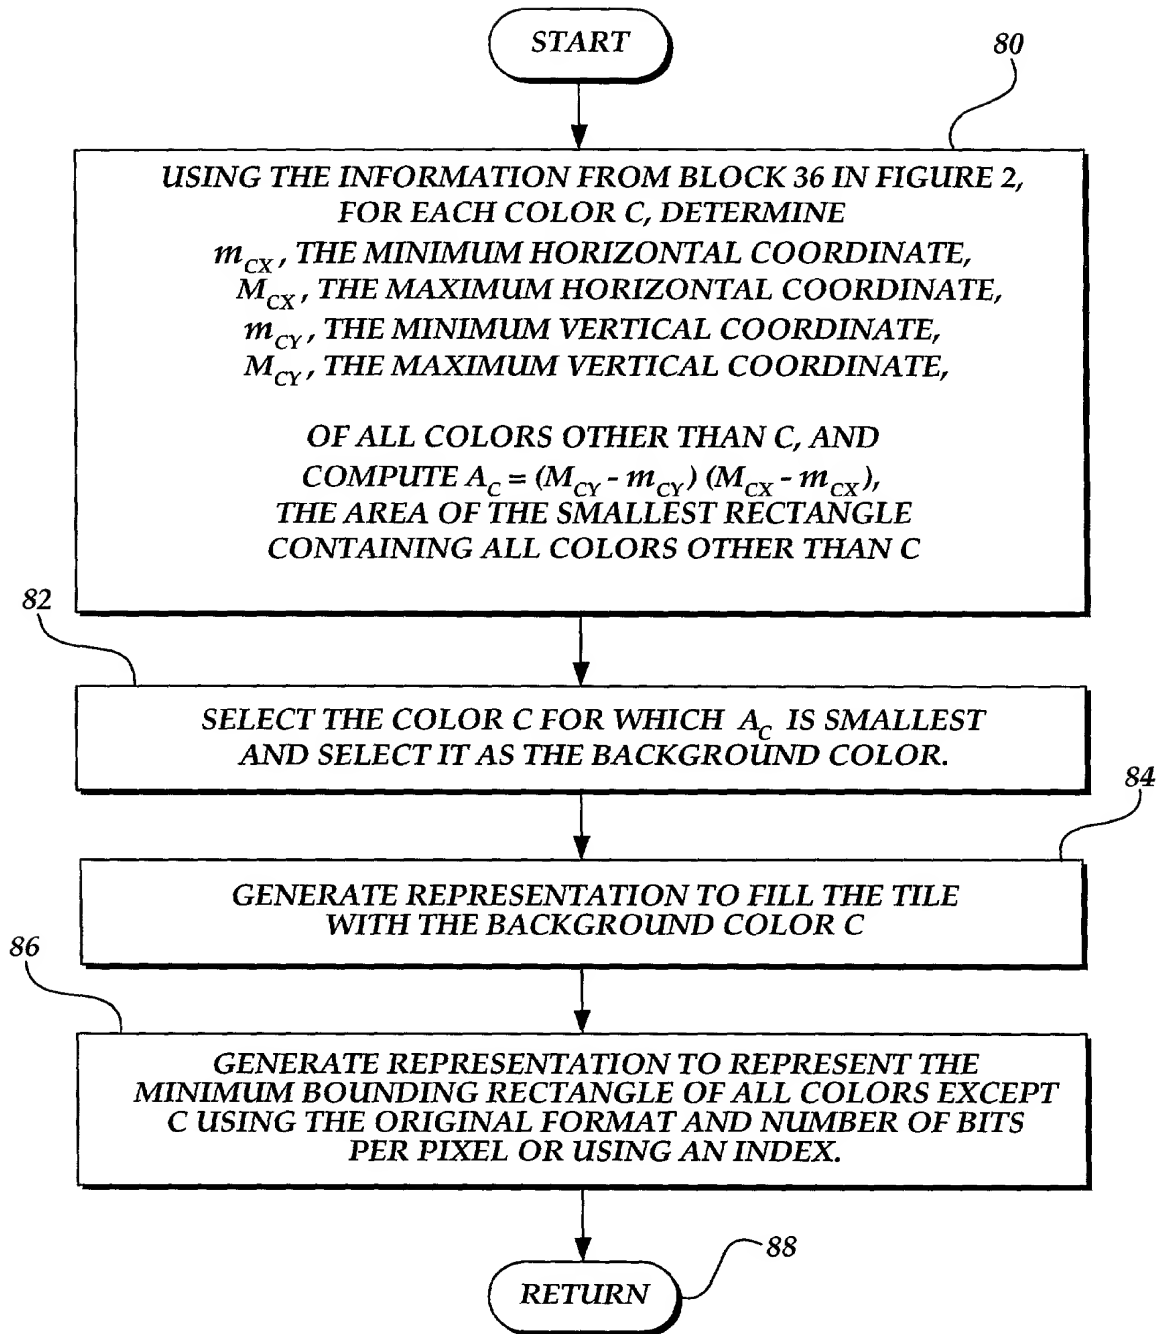 START
80
USING THE INFORMATION FROM BLOCK 36 IN FIGURE 2,
FOR EACH COLOR C, DETERMINE
m_CX, THE MINIMUM HORIZONTAL COORDINATE,
M_CX, THE MAXIMUM HORIZONTAL COORDINATE,
m_CY, THE MINIMUM VERTICAL COORDINATE,
M_CY, THE MAXIMUM VERTICAL COORDINATE,
OF ALL COLORS OTHER THAN C, AND
COMPUTE A_C = (M_CY - m_CY) (M_CX - m_CX),
THE AREA OF THE SMALLEST RECTANGLE
CONTAINING ALL COLORS OTHER THAN C
82
SELECT THE COLOR C FOR WHICH A_C IS SMALLEST
AND SELECT IT AS THE BACKGROUND COLOR.
84
GENERATE REPRESENTATION TO FILL THE TILE
WITH THE BACKGROUND COLOR C
86
GENERATE REPRESENTATION TO REPRESENT THE
MINIMUM BOUNDING RECTANGLE OF ALL COLORS EXCEPT
C USING THE ORIGINAL FORMAT AND NUMBER OF BITS
PER PIXEL OR USING AN INDEX.
88
RETURN